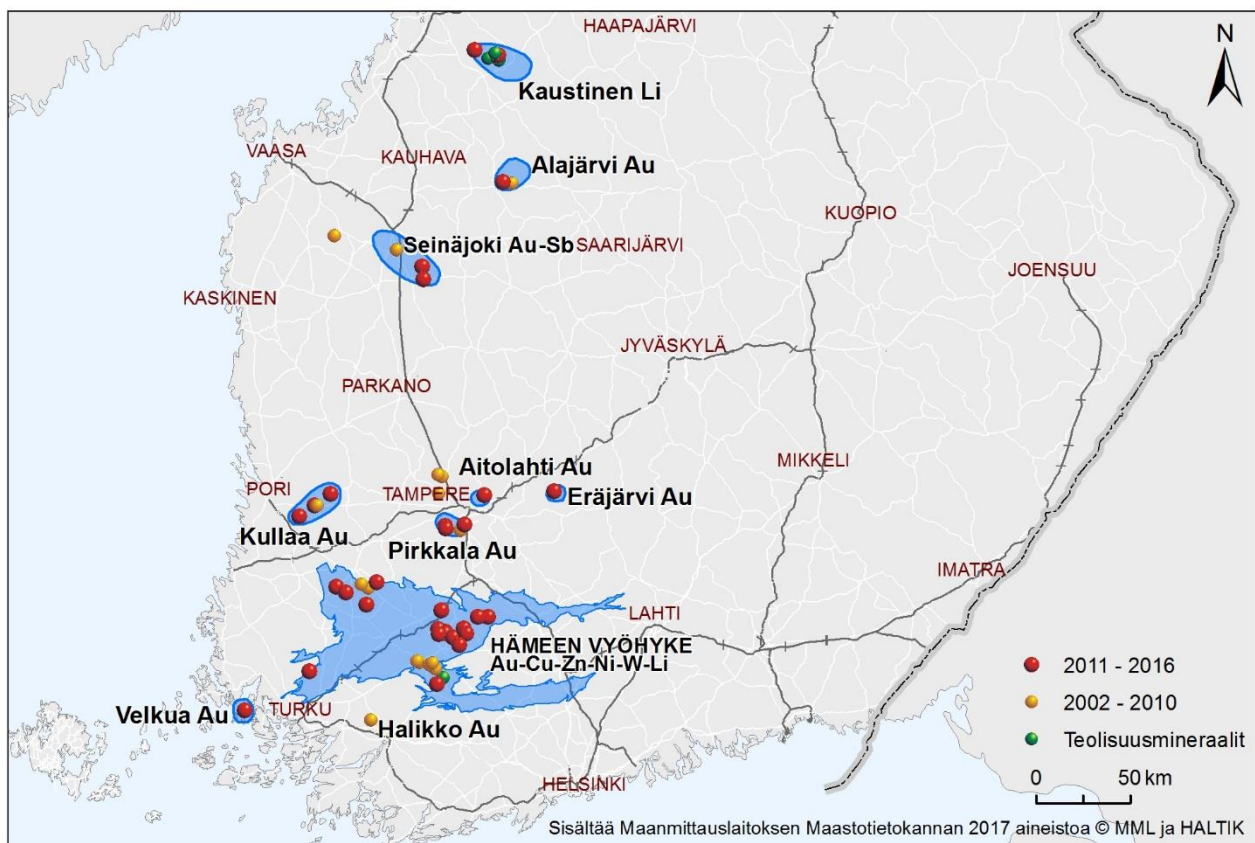 HAAPAJÄRVI
N
Kaustinen Li
VAASA
KAUHAVA
Alajärvi Au
KUOPIO
Seinäjoki Au-Sb
SAARIJÄRVI
JOENSUU
KASKINEN
JYVÄSKYLÄ
PARKANO
Aitolahti Au
MIKKELI
PORI
TAMPERE
Eräjärvi Au
Kullaa Au
Pirkkala Au
IMATRA
LAHTI
HÄMEEN VYÖHYKE
Au-Cu-Zn-Ni-W-Li
2011 - 2016
Velkua Au
TURKU
2002 - 2010
Halikko Au
Teolisuusmineraalit
HELSINKI
0 50 km
Sisältää Maanmittauslaitoksen Maastotietokannan 2017 aineistoa © MML ja HALTIK